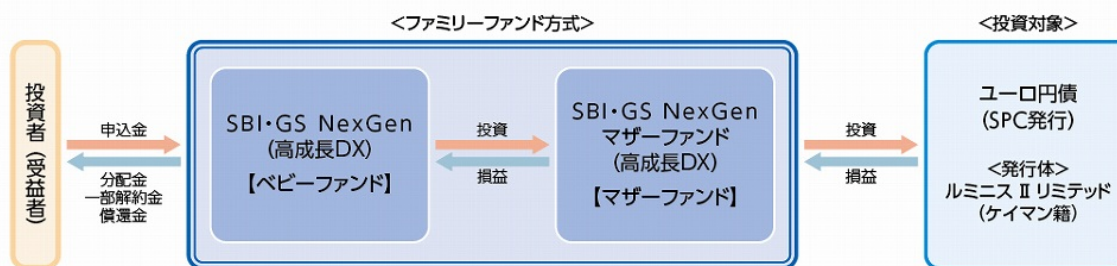 <ファミリーファンド方式>
<投資対象>
投資者（受益者）
申込金
分配金
一部解約金
償還金
SBI・GS NexGen
(高成長DX)
【ベビーファンド】
投資
損益
SBI・GS NexGen
マザーファンド
(高成長DX)
【マザーファンド】
投資
損益
ユーロ円債
(SPC発行)
<発行体>
ルミニス Ⅱ リミテッド
(ケイマン籍)